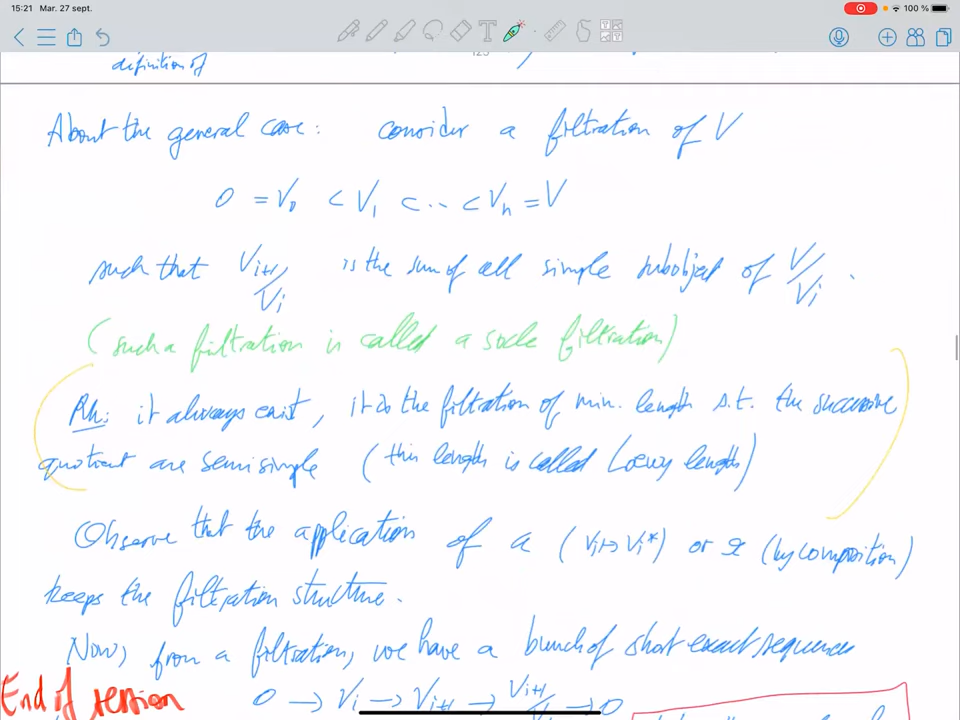 15:21 Mar. 27 sept. 100 %
definition of
About the general case: consider a filtration of V
0 = V₀ ⊂ V₁ ⊂ ... ⊂ Vₙ = V
such that Vᵢ₊₁/Vᵢ is the sum of all simple subobject of V/Vᵢ .
(such a filtration is called a socle filtration)
Rk: it always exist, it is the filtration of min. length s.t. the successive
quotient are semisimple (this length is called Loewy length)
Observe that the application of a (Vᵢ ↦ Vᵢ*) or (by composition)
keeps the filtration structure.
Now, from a filtration, we have a bunch of short exact sequences
End of session 0 → Vᵢ → Vᵢ₊₁ → Vᵢ₊₁/Vᵢ → 0